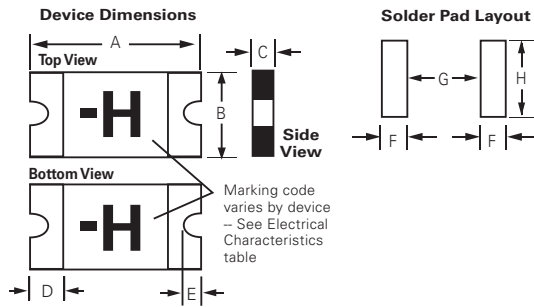 Device Dimensions
A
Top View
-H
B
C
Side
View
Bottom View
-H
Marking code
varies by device
– See Electrical
Characteristics
table
D
E
Solder Pad Layout
G
H
F
F